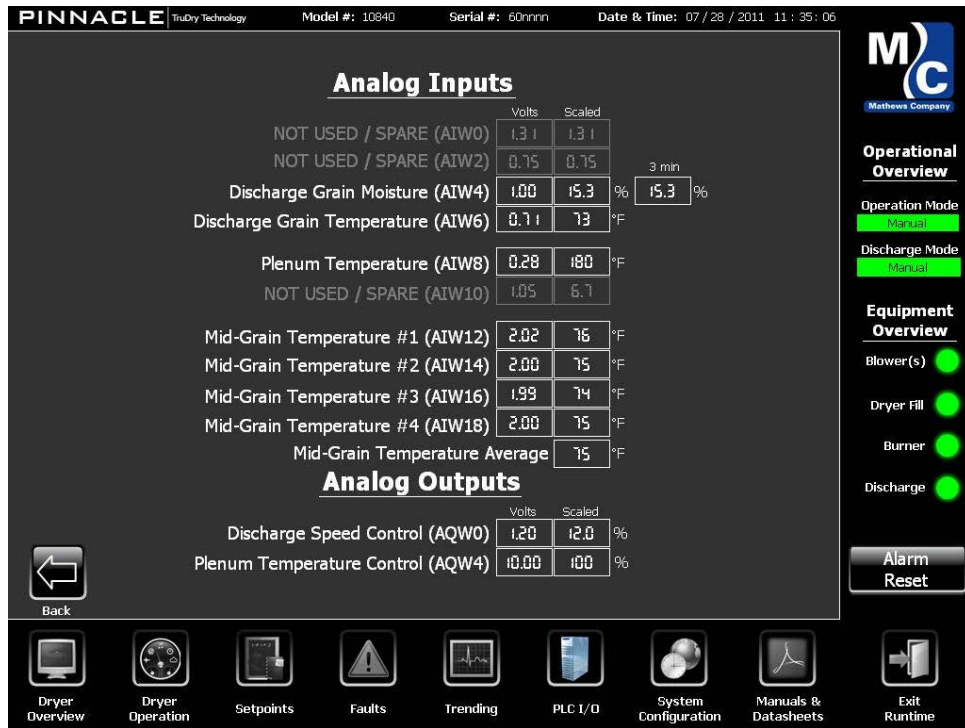 PINNACLE TruDry Technology Model #: 10840 Serial #: 60nnnn Date & Time: 07 / 28 / 2011 11 : 35 : 06
MC
Mathews Company
Analog Inputs
Volts Scaled
NOT USED / SPARE (AIW0) 1.31 1.31
NOT USED / SPARE (AIW2) 0.75 0.75
3 min
Discharge Grain Moisture (AIW4) 1.00 15.3 % 15.3 %
Discharge Grain Temperature (AIW6) 0.71 73 °F
Plenum Temperature (AIW8) 0.28 180 °F
NOT USED / SPARE (AIW10) 1.05 6.7
Mid-Grain Temperature #1 (AIW12) 2.02 76 °F
Mid-Grain Temperature #2 (AIW14) 2.00 75 °F
Mid-Grain Temperature #3 (AIW16) 1.99 74 °F
Mid-Grain Temperature #4 (AIW18) 2.00 75 °F
Mid-Grain Temperature Average 75 °F
Analog Outputs
Volts Scaled
Discharge Speed Control (AQW0) 1.20 12.0 %
Plenum Temperature Control (AQW4) 10.00 100 %
Back
Operational
Overview
Operation Mode
Manual
Discharge Mode
Manual
Equipment
Overview
Blower(s)
Dryer Fill
Burner
Discharge
Alarm
Reset
Dryer
Overview
Dryer
Operation
Setpoints
Faults
Trending
PLC I/O
System
Configuration
Manuals &
Datasheets
Exit
Runtime